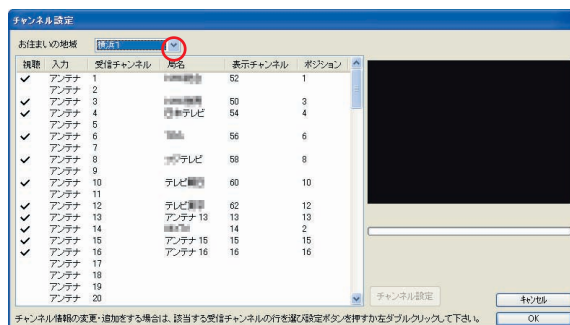 チャンネル設定
お住まいの地域 横浜1
視聴 入力 受信チャンネル 局名 表示チャンネル ポジション
アンテナ 1 52 1
アンテナ 2
アンテナ 3 50 3
アンテナ 4 テレビ 54 4
アンテナ 5
アンテナ 6 56 6
アンテナ 7
アンテナ 8 テレビ 58 8
アンテナ 9
アンテナ 10 テレビ 60 10
アンテナ 11
アンテナ 12 テレビ 62 12
アンテナ 13 アンテナ 13 13 13
アンテナ 14 14 2
アンテナ 15 アンテナ 15 15 15
アンテナ 16 アンテナ 16 16 16
アンテナ 17
アンテナ 18
アンテナ 19
アンテナ 20
チャンネル設定
キャンセル
チャンネル情報の変更・追加をする場合は、該当する受信チャンネルの行を選び設定ボタンを押すか左ダブルクリックして下さい。
OK